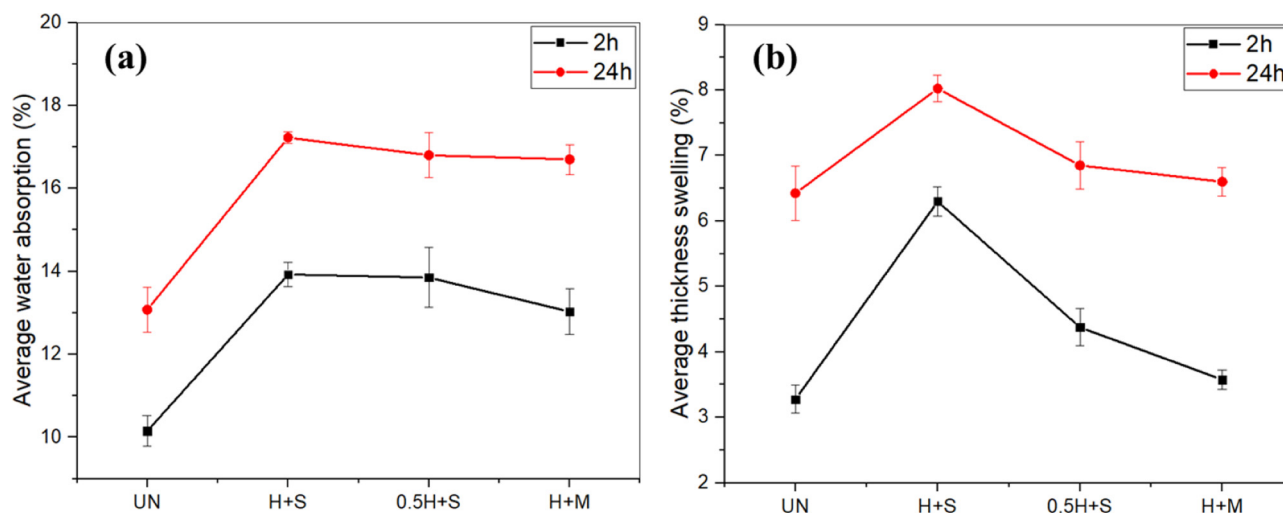 (a)
2h
24h
Average water absorption (%)
20
18
16
14
12
10
UN
H+S
0.5H+S
H+M
(b)
2h
24h
Average thickness swelling (%)
9
8
7
6
5
4
3
2
UN
H+S
0.5H+S
H+M